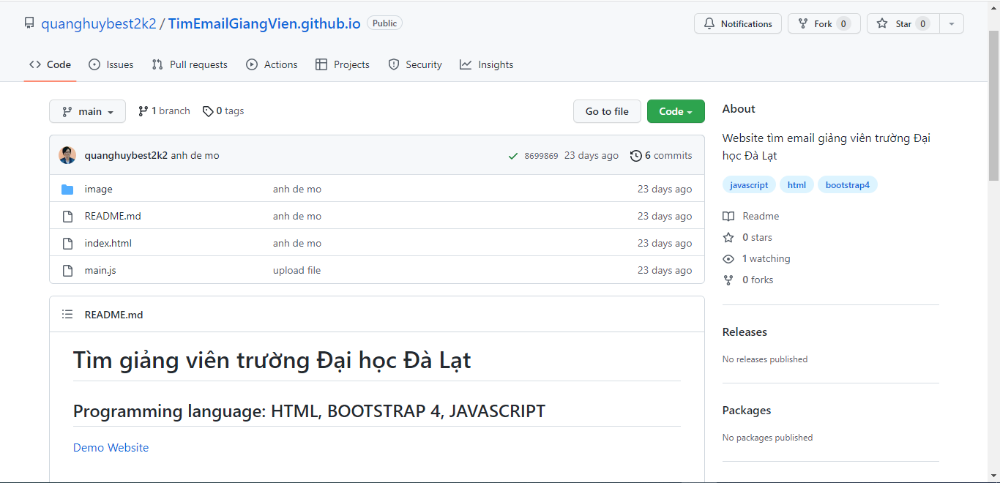 quanghuybest2k2 / TimEmailGiangVien.github.io Public
Notifications Fork 0 Star 0
Code Issues Pull requests Actions Projects Security Insights
main 1 branch 0 tags Go to file Code
quanghuybest2k2 anh de mo 8699869 23 days ago 6 commits
image anh de mo 23 days ago
README.md anh de mo 23 days ago
index.html anh de mo 23 days ago
main.js upload file 23 days ago
README.md
Tìm giảng viên trường Đại học Đà Lạt
Programming language: HTML, BOOTSTRAP 4, JAVASCRIPT
Demo Website
About
Website tìm email giảng viên trường Đại
học Đà Lạt
javascript html bootstrap4
Readme
0 stars
1 watching
0 forks
Releases
No releases published
Packages
No packages published